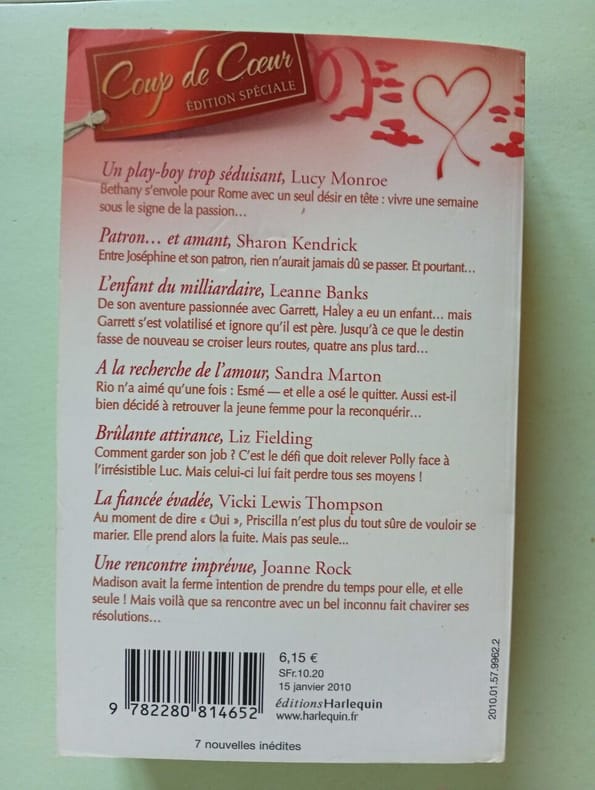 Coup de Cœur
ÉDITION SPÉCIALE
Un play-boy trop séduisant, Lucy Monroe
Bethany s'envole pour Rome avec un seul désir en tête : vivre une semaine
sous le signe de la passion…
Patron… et amant, Sharon Kendrick
Entre Joséphine et son patron, rien n'aurait jamais dû se passer. Et pourtant…
L'enfant du milliardaire, Leanne Banks
De son aventure passionnée avec Garrett, Haley a eu un enfant… mais
Garrett s'est volatilisé et ignore qu'il est père. Jusqu'à ce que le destin
fasse de nouveau se croiser leurs routes, quatre ans plus tard…
A la recherche de l'amour, Sandra Marton
Rio n'a aimé qu'une fois : Esmé — et elle a osé le quitter. Aussi est-il
bien décidé à retrouver la jeune femme pour la reconquérir…
Brûlante attirance, Liz Fielding
Comment garder son job ? C'est le défi que doit relever Polly face à
l'irrésistible Luc. Mais celui-ci lui fait perdre tous ses moyens !
La fiancée évadée, Vicki Lewis Thompson
Au moment de dire « Oui », Priscilla n'est plus du tout sûre de vouloir se
marier. Elle prend alors la fuite. Mais pas seule...
Une rencontre imprévue, Joanne Rock
Madison avait la ferme intention de prendre du temps pour elle, et elle
seule ! Mais voilà que sa rencontre avec un bel inconnu fait chavirer ses
résolutions…
6,15 €
SFr.10.20
15 janvier 2010
éditionsHarlequin
www.harlequin.fr
9 782280 814652
2010.01.57.9962.2
7 nouvelles inédites